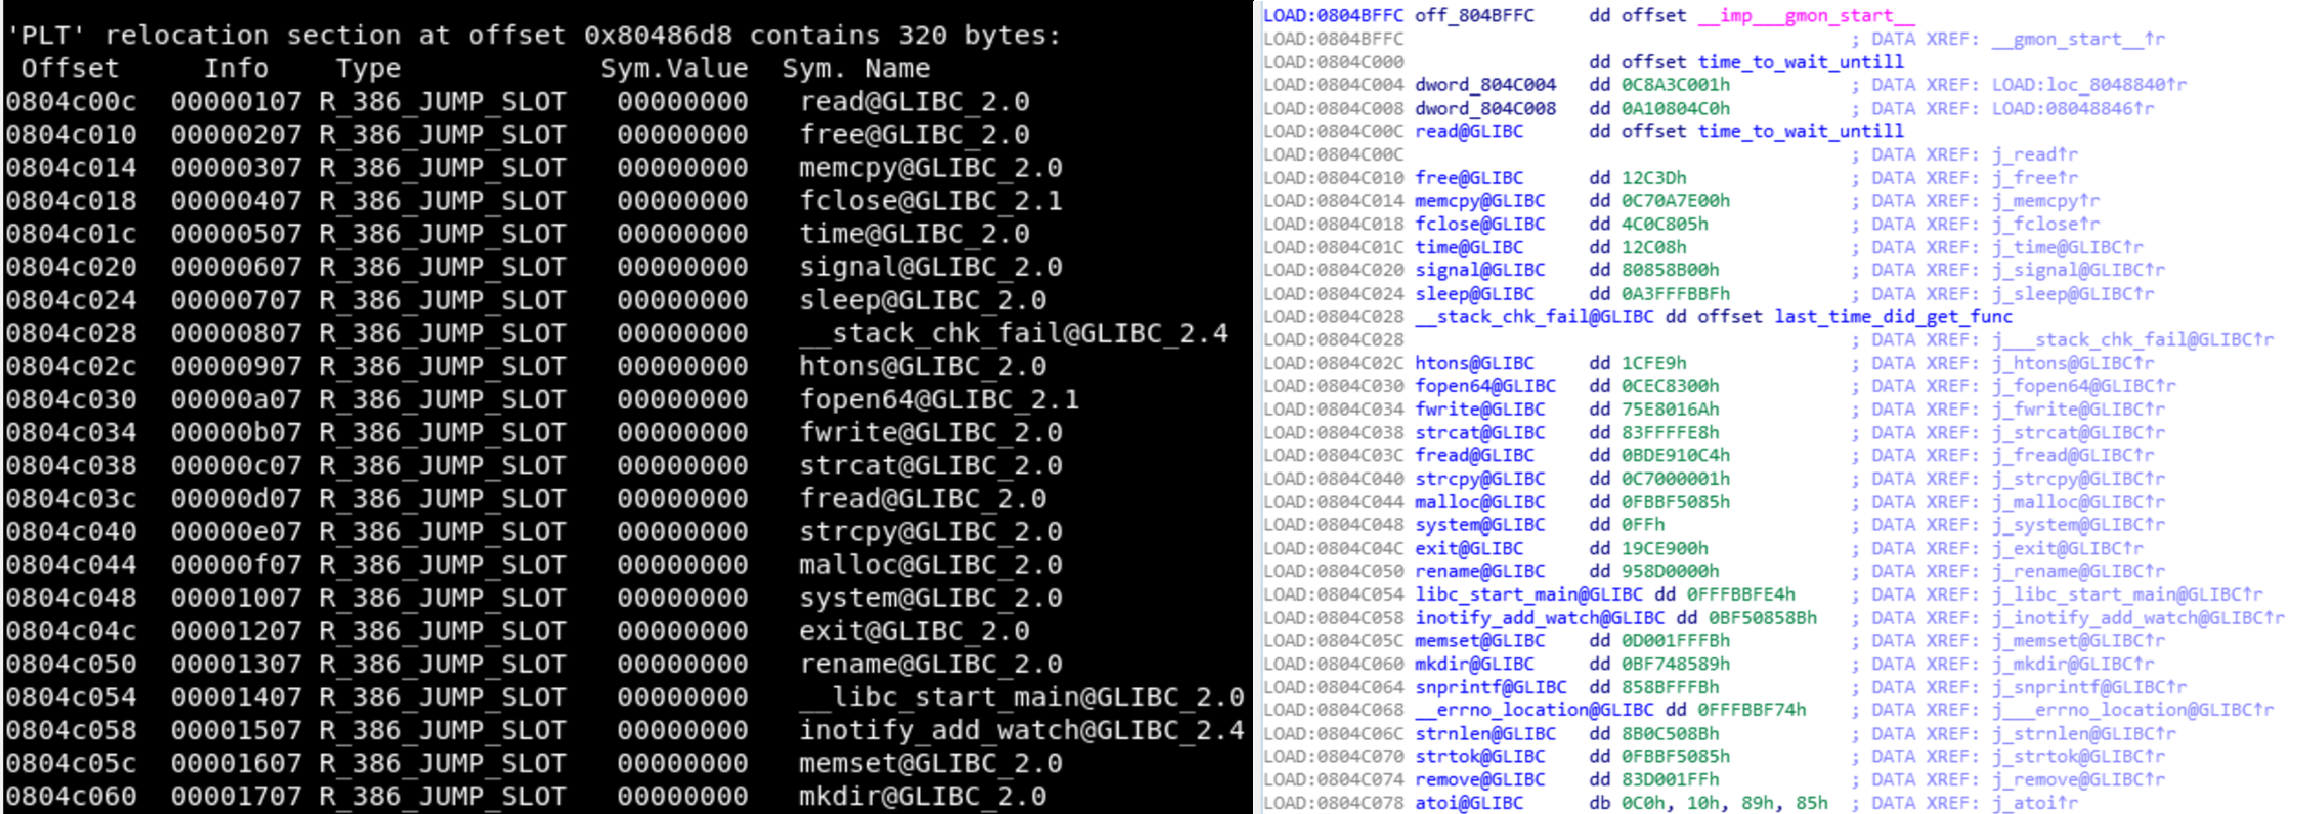 'PLT' relocation section at offset 0x80486d8 contains 320 bytes:
Offset Info Type Sym.Value Sym. Name
0804c00c 00000107 R_386_JUMP_SLOT 00000000 read@GLIBC_2.0
0804c010 00000207 R_386_JUMP_SLOT 00000000 free@GLIBC_2.0
0804c014 00000307 R_386_JUMP_SLOT 00000000 memcpy@GLIBC_2.0
0804c018 00000407 R_386_JUMP_SLOT 00000000 fclose@GLIBC_2.1
0804c01c 00000507 R_386_JUMP_SLOT 00000000 time@GLIBC_2.0
0804c020 00000607 R_386_JUMP_SLOT 00000000 signal@GLIBC_2.0
0804c024 00000707 R_386_JUMP_SLOT 00000000 sleep@GLIBC_2.0
0804c028 00000807 R_386_JUMP_SLOT 00000000 __stack_chk_fail@GLIBC_2.4
0804c02c 00000907 R_386_JUMP_SLOT 00000000 htons@GLIBC_2.0
0804c030 00000a07 R_386_JUMP_SLOT 00000000 fopen64@GLIBC_2.1
0804c034 00000b07 R_386_JUMP_SLOT 00000000 fwrite@GLIBC_2.0
0804c038 00000c07 R_386_JUMP_SLOT 00000000 strcat@GLIBC_2.0
0804c03c 00000d07 R_386_JUMP_SLOT 00000000 fread@GLIBC_2.0
0804c040 00000e07 R_386_JUMP_SLOT 00000000 strcpy@GLIBC_2.0
0804c044 00000f07 R_386_JUMP_SLOT 00000000 malloc@GLIBC_2.0
0804c048 00001007 R_386_JUMP_SLOT 00000000 system@GLIBC_2.0
0804c04c 00001207 R_386_JUMP_SLOT 00000000 exit@GLIBC_2.0
0804c050 00001307 R_386_JUMP_SLOT 00000000 rename@GLIBC_2.0
0804c054 00001407 R_386_JUMP_SLOT 00000000 __libc_start_main@GLIBC_2.0
0804c058 00001507 R_386_JUMP_SLOT 00000000 inotify_add_watch@GLIBC_2.4
0804c05c 00001607 R_386_JUMP_SLOT 00000000 memset@GLIBC_2.0
0804c060 00001707 R_386_JUMP_SLOT 00000000 mkdir@GLIBC_2.0
LOAD:0804BFFC off_804BFFC dd offset __imp___gmon_start__
LOAD:0804BFFC ; DATA XREF: __gmon_start__↑r
LOAD:0804C000 dd offset time_to_wait_untill
LOAD:0804C004 dword_804C004 dd 0C8A3C001h ; DATA XREF: LOAD:loc_8048840↑r
LOAD:0804C008 dword_804C008 dd 0A10804C0h ; DATA XREF: LOAD:08048846↑r
LOAD:0804C00C read@GLIBC dd offset time_to_wait_untill
LOAD:0804C00C ; DATA XREF: j_read↑r
LOAD:0804C010 free@GLIBC dd 12C3Dh ; DATA XREF: j_free↑r
LOAD:0804C014 memcpy@GLIBC dd 0C70A7E00h ; DATA XREF: j_memcpy↑r
LOAD:0804C018 fclose@GLIBC dd 4C0C805h ; DATA XREF: j_fclose↑r
LOAD:0804C01C time@GLIBC dd 12C08h ; DATA XREF: j_time@GLIBC↑r
LOAD:0804C020 signal@GLIBC dd 80858B00h ; DATA XREF: j_signal@GLIBC↑r
LOAD:0804C024 sleep@GLIBC dd 0A3FFFBBFh ; DATA XREF: j_sleep@GLIBC↑r
LOAD:0804C028 __stack_chk_fail@GLIBC dd offset last_time_did_get_func
LOAD:0804C028 ; DATA XREF: j___stack_chk_fail@GLIBC↑r
LOAD:0804C02C htons@GLIBC dd 1CFE9h ; DATA XREF: j_htons@GLIBC↑r
LOAD:0804C030 fopen64@GLIBC dd 0CEC8300h ; DATA XREF: j_fopen64@GLIBC↑r
LOAD:0804C034 fwrite@GLIBC dd 75E8016Ah ; DATA XREF: j_fwrite@GLIBC↑r
LOAD:0804C038 strcat@GLIBC dd 83FFFFE8h ; DATA XREF: j_strcat@GLIBC↑r
LOAD:0804C03C fread@GLIBC dd 0BDE910C4h ; DATA XREF: j_fread@GLIBC↑r
LOAD:0804C040 strcpy@GLIBC dd 0C7000001h ; DATA XREF: j_strcpy@GLIBC↑r
LOAD:0804C044 malloc@GLIBC dd 0FBBF5085h ; DATA XREF: j_malloc@GLIBC↑r
LOAD:0804C048 system@GLIBC dd 0FFh ; DATA XREF: j_system@GLIBC↑r
LOAD:0804C04C exit@GLIBC dd 19CE900h ; DATA XREF: j_exit@GLIBC↑r
LOAD:0804C050 rename@GLIBC dd 958D0000h ; DATA XREF: j_rename@GLIBC↑r
LOAD:0804C054 libc_start_main@GLIBC dd 0FFFBBFE4h ; DATA XREF: j_libc_start_main@GLIBC↑r
LOAD:0804C058 inotify_add_watch@GLIBC dd 0BF50858Bh ; DATA XREF: j_inotify_add_watch@GLIBC↑r
LOAD:0804C05C memset@GLIBC dd 0D001FFFBh ; DATA XREF: j_memset@GLIBC↑r
LOAD:0804C060 mkdir@GLIBC dd 0BF748589h ; DATA XREF: j_mkdir@GLIBC↑r
LOAD:0804C064 snprintf@GLIBC dd 858BFFFBh ; DATA XREF: j_snprintf@GLIBC↑r
LOAD:0804C068 __errno_location@GLIBC dd 0FFFBBF74h ; DATA XREF: j___errno_location@GLIBC↑r
LOAD:0804C06C strnlen@GLIBC dd 8B0C508Bh ; DATA XREF: j_strnlen@GLIBC↑r
LOAD:0804C070 strtok@GLIBC dd 0FBBF5085h ; DATA XREF: j_strtok@GLIBC↑r
LOAD:0804C074 remove@GLIBC dd 83D001FFh ; DATA XREF: j_remove@GLIBC↑r
LOAD:0804C078 atoi@GLIBC db 0C0h, 10h, 89h, 85h ; DATA XREF: j_atoi↑r